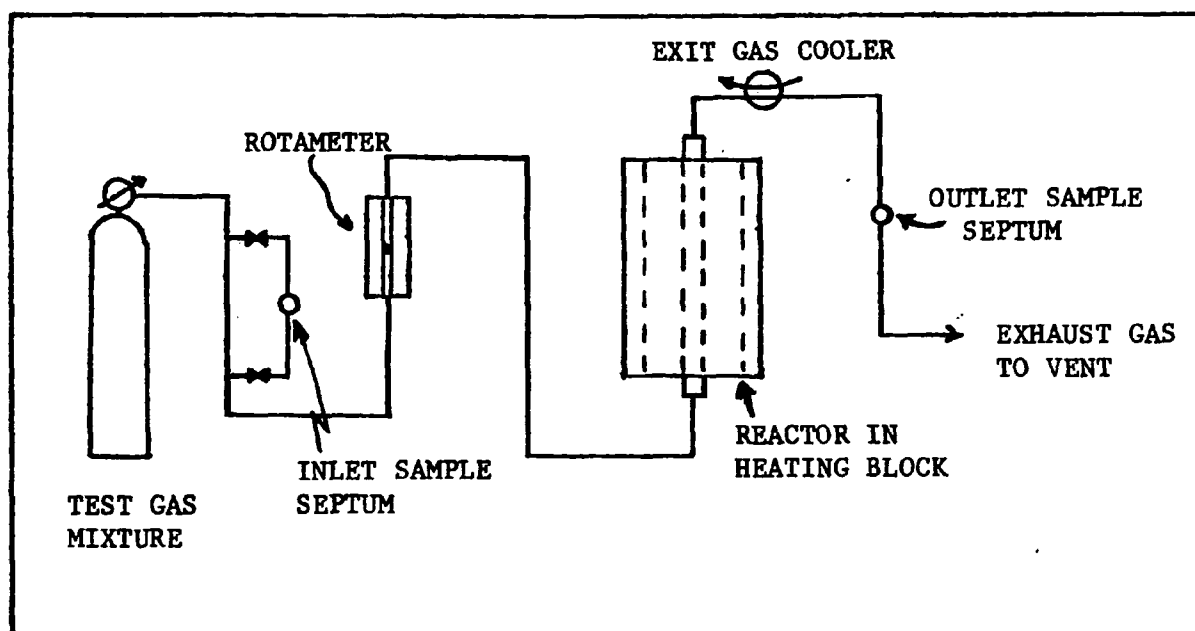 EXIT GAS COOLER
ROTAMETER
OUTLET SAMPLE
SEPTUM
EXHAUST GAS
TO VENT
REACTOR IN
HEATING BLOCK
INLET SAMPLE
SEPTUM
TEST GAS
MIXTURE